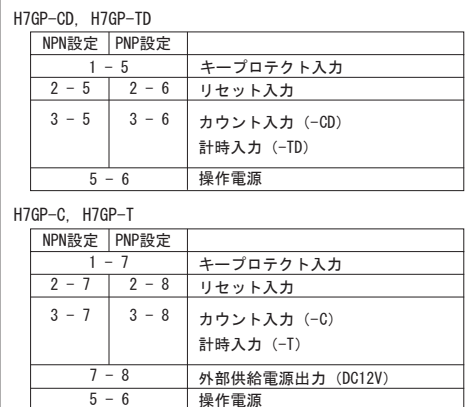 H7GP-CD, H7GP-TD
NPN設定 PNP設定
1 - 5 キープロテクト入力
2 - 5 2 - 6 リセット入力
3 - 5 3 - 6 カウント入力 (-CD)
計時入力 (-TD)
5 - 6 操作電源
H7GP-C, H7GP-T
NPN設定 PNP設定
1 - 7 キープロテクト入力
2 - 7 2 - 8 リセット入力
3 - 7 3 - 8 カウント入力 (-C)
計時入力 (-T)
7 - 8 外部供給電源出力 (DC12V)
5 - 6 操作電源